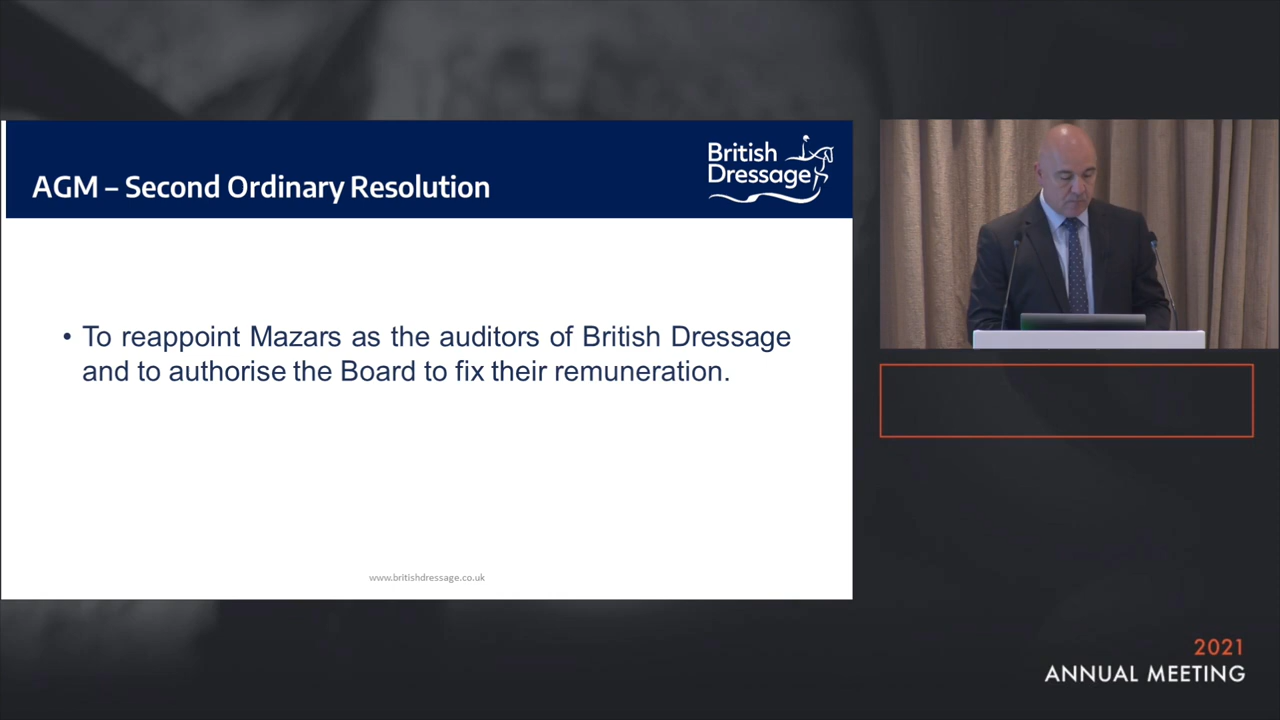 AGM – Second Ordinary Resolution
British
Dressage
• To reappoint Mazars as the auditors of British Dressage
and to authorise the Board to fix their remuneration.
www.britishdressage.co.uk
2021
ANNUAL MEETING